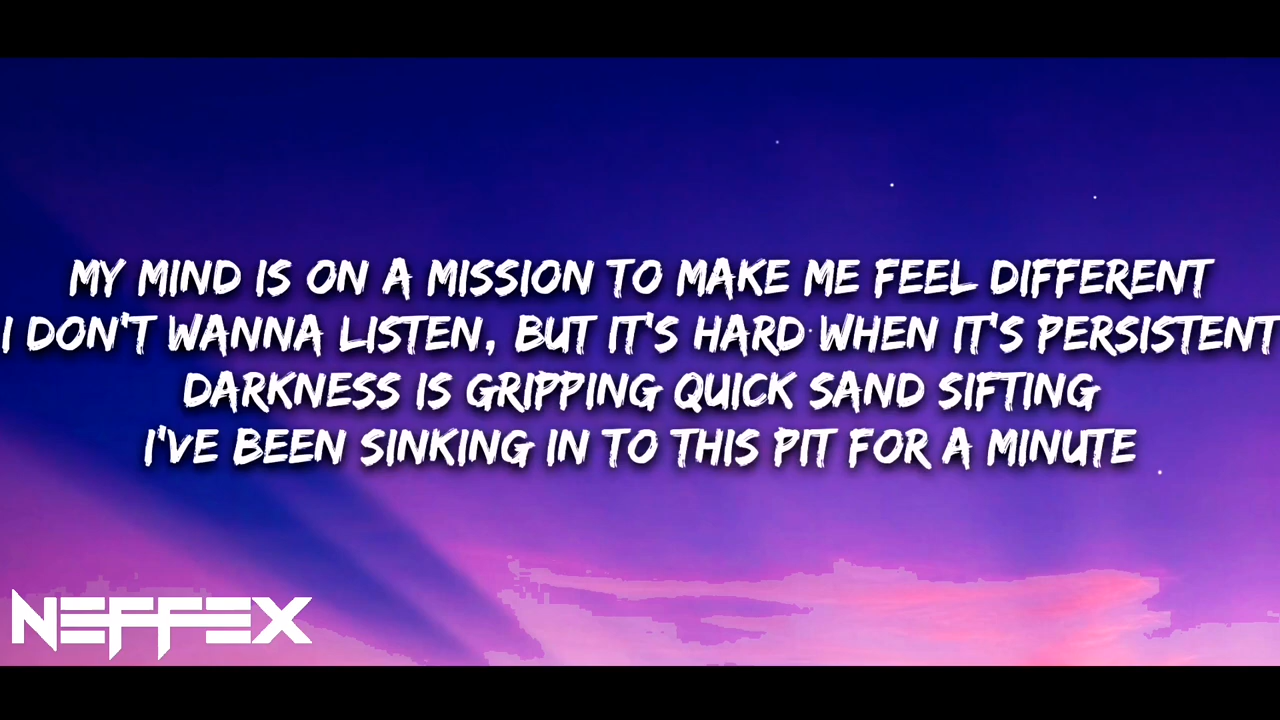 MY MIND IS ON A MISSION TO MAKE ME FEEL DIFFERENT
I DON'T WANNA LISTEN, BUT IT'S HARD WHEN IT'S PERSISTENT
DARKNESS IS GRIPPING QUICK SAND SIFTING
I'VE BEEN SINKING IN TO THIS PIT FOR A MINUTE
NEFFEX